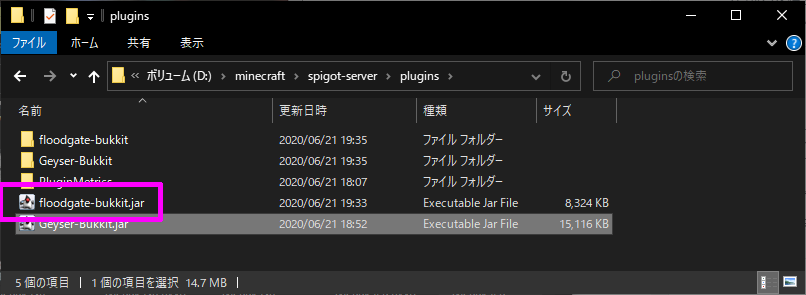 plugins
ファイル ホーム 共有 表示
« ボリューム (D:) › minecraft › spigot-server › plugins › pluginsの検索
名前 更新日時 種類 サイズ
floodgate-bukkit 2020/06/21 19:35 ファイル フォルダー
Geyser-Bukkit 2020/06/21 19:35 ファイル フォルダー
PluginMetrics 2020/06/21 18:07 ファイル フォルダー
floodgate-bukkit.jar 2020/06/21 19:33 Executable Jar File 8,324 KB
Geyser-Bukkit.jar 2020/06/21 18:52 Executable Jar File 15,116 KB
5 個の項目 1 個の項目を選択 14.7 MB